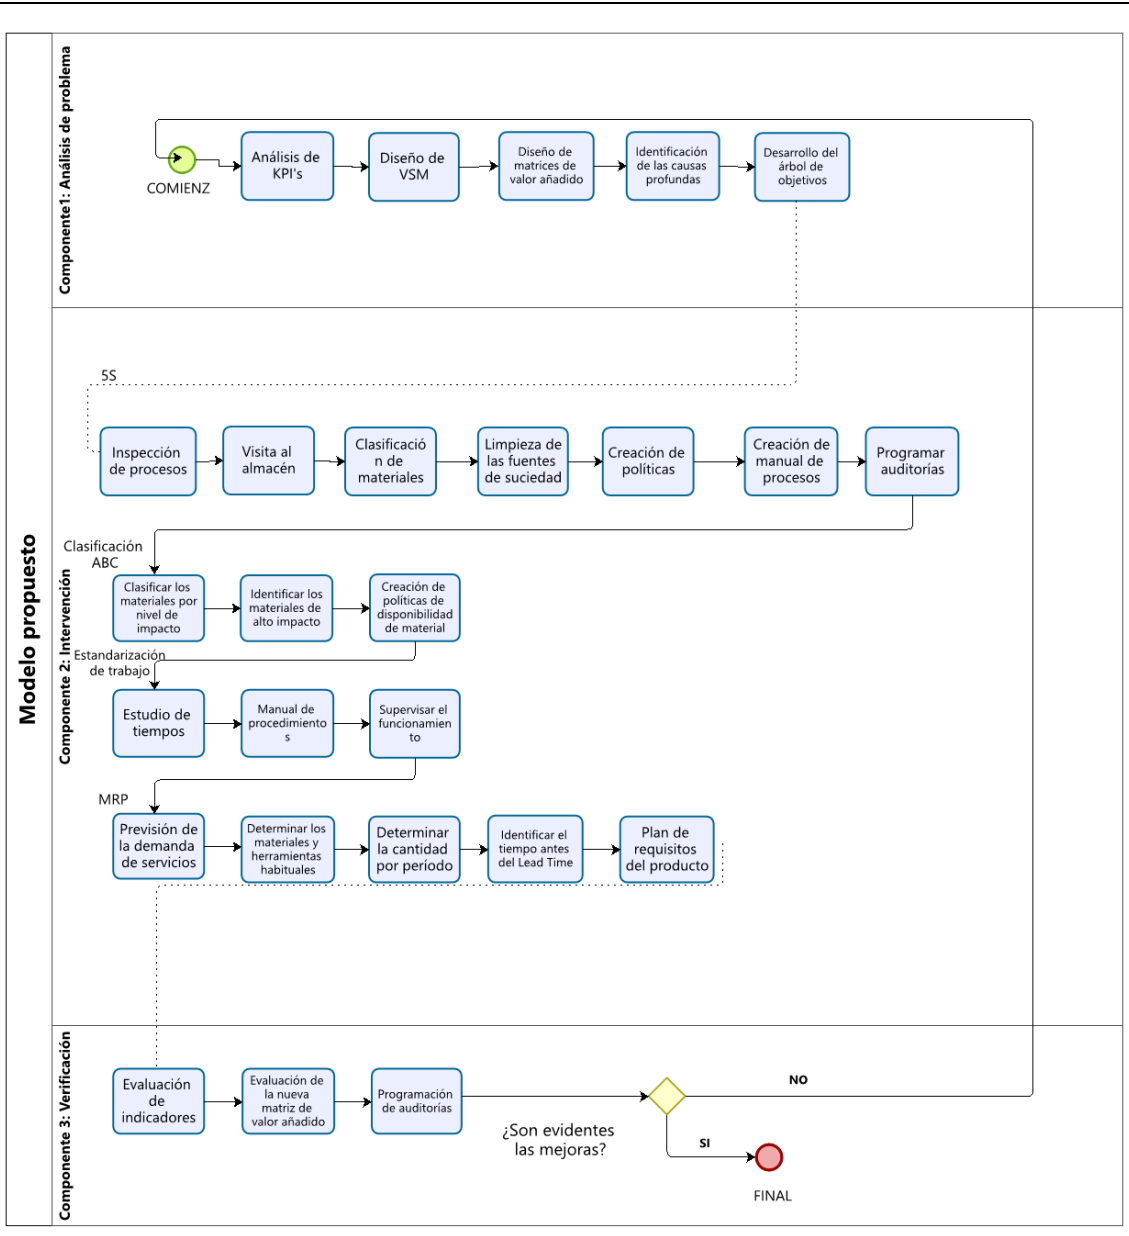 Modelo propuesto
Componente1: Análisis de problema
COMIENZ
Análisis de
KPI's
Diseño de
VSM
Diseño de
matrices de
valor añadido
Identificación
de las causas
profundas
Desarrollo del
árbol de
objetivos
Componente 2: Intervención
5S
Inspección
de procesos
Visita al
almacén
Clasificació
n de
materiales
Limpieza de
las fuentes
de suciedad
Creación de
políticas
Creación de
manual de
procesos
Programar
auditorías
Clasificación
ABC
Clasificar los
materiales por
nivel de
impacto
Identificar los
materiales de
alto impacto
Creación de
políticas de
disponibilidad
de material
Estandarización
de trabajo
Estudio de
tiempos
Manual de
procedimiento
s
Supervisar el
funcionamien
to
MRP
Previsión de
la demanda
de servicios
Determinar los
materiales y
herramientas
habituales
Determinar
la cantidad
por período
Identificar el
tiempo antes
del Lead Time
Plan de
requisitos
del producto
Componente 3: Verificación
Evaluación
de
indicadores
Evaluación de
la nueva
matriz de
valor añadido
Programación
de auditorías
¿Son evidentes
las mejoras?
NO
SI
FINAL